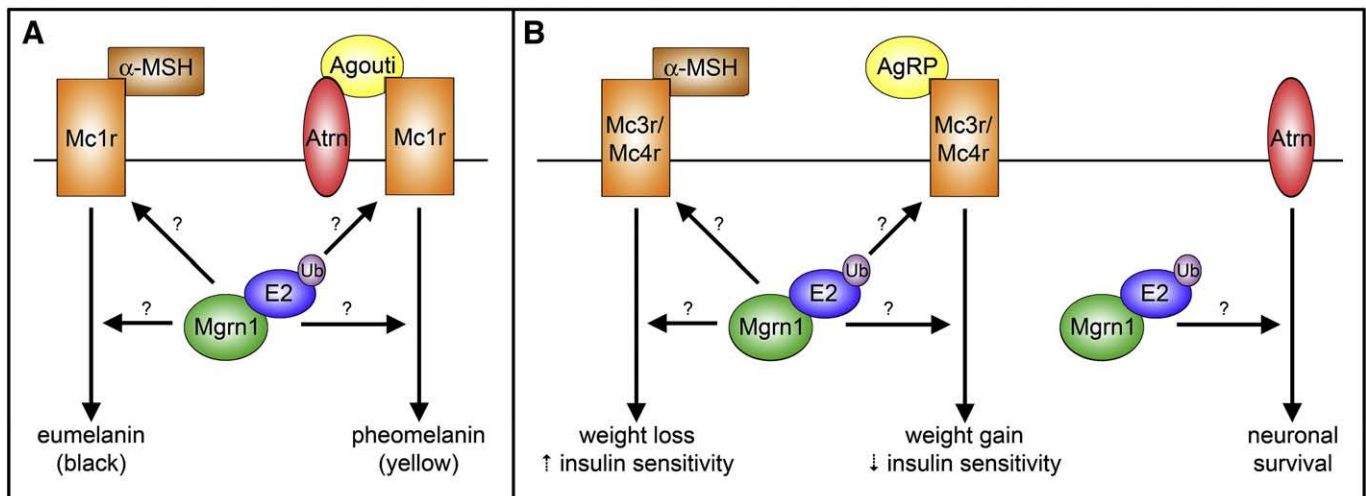 A
α-MSH
Agouti
Mc1r
Atrn
Mc1r
?
?
Ub
E2
?
?
Mgrn1
eumelanin
(black)
pheomelanin
(yellow)
B
α-MSH
AgRP
Mc3r/
Mc4r
Mc3r/
Mc4r
Atrn
?
?
Ub
E2
?
?
Mgrn1
Ub
E2
?
Mgrn1
weight loss
↑ insulin sensitivity
weight gain
↓ insulin sensitivity
neuronal
survival